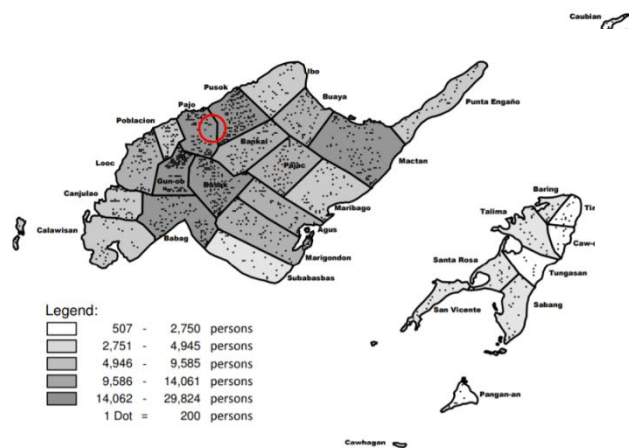 Caubian
Ibo
Pusok
Buaya
Pajo
Punta Engaño
Poblacion
Bankal
Looc
Mactan
Gun-ob
Basak
Pajac
Canjulao
Baring
Maribago
Talima
Calawisan
Agus
Babag
Santa Rosa
Tungasan
Marigondon
Subabasbas
Sabang
San Vicente
Legend:
507 - 2,750 persons
2,751 - 4,945 persons
4,946 - 9,585 persons
9,586 - 14,061 persons
14,062 - 29,824 persons
1 Dot = 200 persons
Pangan-an
Cawhagan